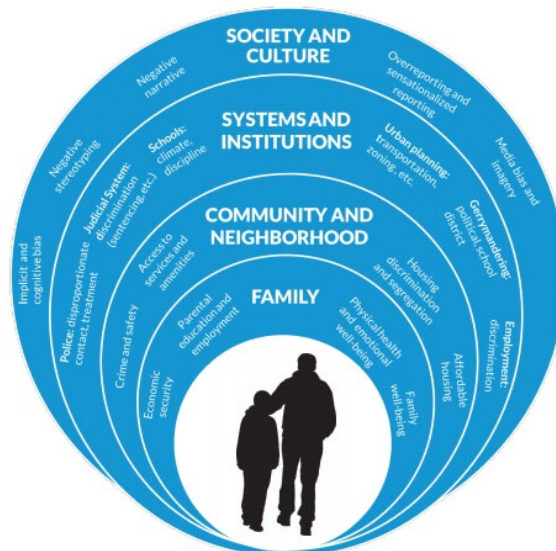 SOCIETY AND
CULTURE
Implicit and
cognitive bias
Negative
stereotyping
Negative
narrative
Overreporting and
sensationalized
reporting
Media bias and
imagery
SYSTEMS AND
INSTITUTIONS
Police: disproportionate
contact, treatment
Judicial System:
discrimination
(sentencing, etc.)
Schools:
climate,
discipline
Urban planning:
transportation,
zoning, etc.
Gerrymandering:
political, school
district
Employment:
discrimination
COMMUNITY AND
NEIGHBORHOOD
Crime and safety
Access to
services and
amenities
Housing
discrimination
and segregation
Affordable
housing
FAMILY
Economic
security
Parental
education and
employment
Physical health
and emotional
well-being
Family
well-being